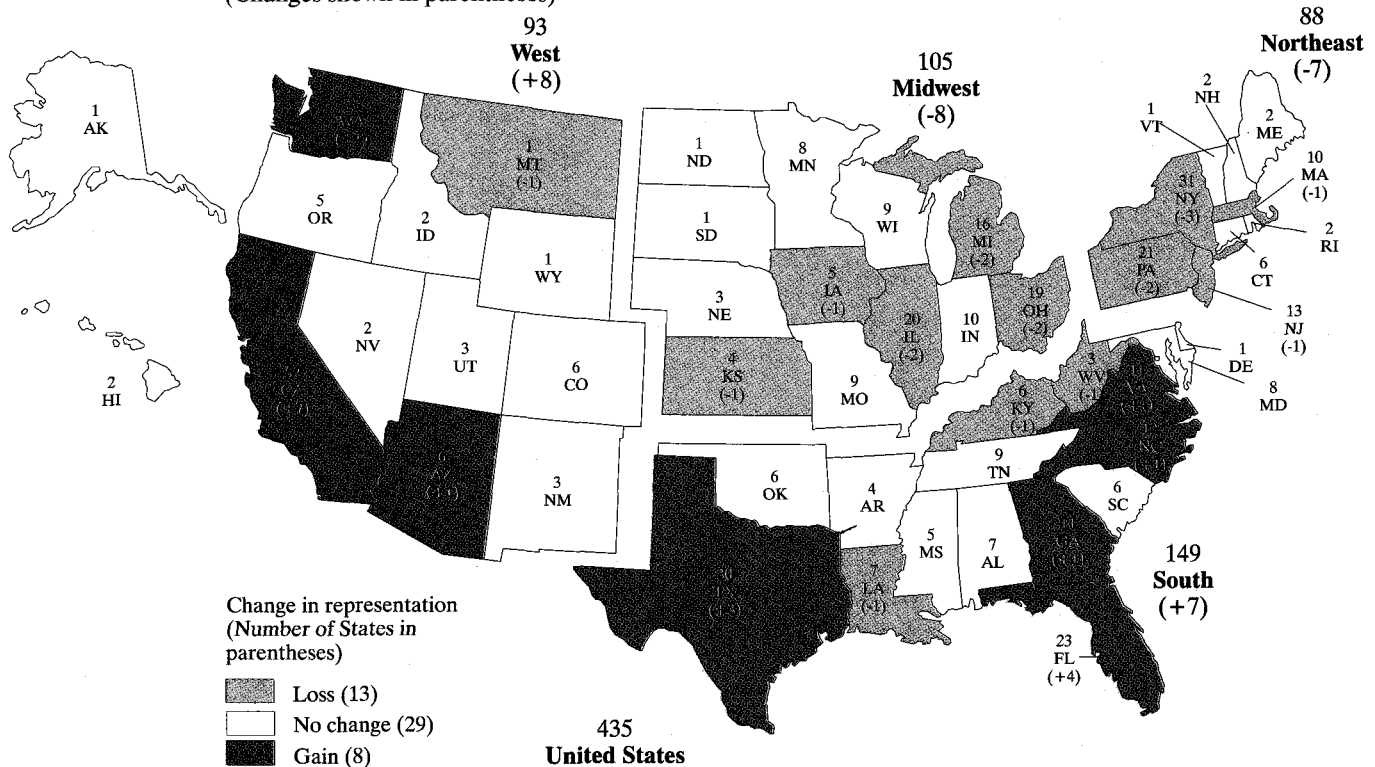 (Changes shown in parentheses)
93
West
(+8)
105
Midwest
(-8)
88
Northeast
(-7)
1
AK
1
MT
(-1)
5
OR
2
ID
1
WY
2
NV
3
UT
6
CO
3
NM
2
HI
1
ND
1
SD
3
NE
4
KS
(-1)
8
MN
5
IA
(-1)
9
MO
9
WI
20
IL
(-2)
16
MI
(-2)
10
IN
19
OH
(-2)
1
VT
2
NH
2
ME
10
MA
(-1)
2
RI
6
CT
31
NY
(-3)
21
PA
(-2)
13
NJ
(-1)
1
DE
8
MD
3
WV
(-1)
6
KY
(-1)
9
TN
6
SC
6
OK
4
AR
5
MS
7
AL
7
LA
(-1)
30
TX
11
GA
23
FL
(+4)
149
South
(+7)
Change in representation
(Number of States in
parentheses)
Loss (13)
No change (29)
Gain (8)
435
United States